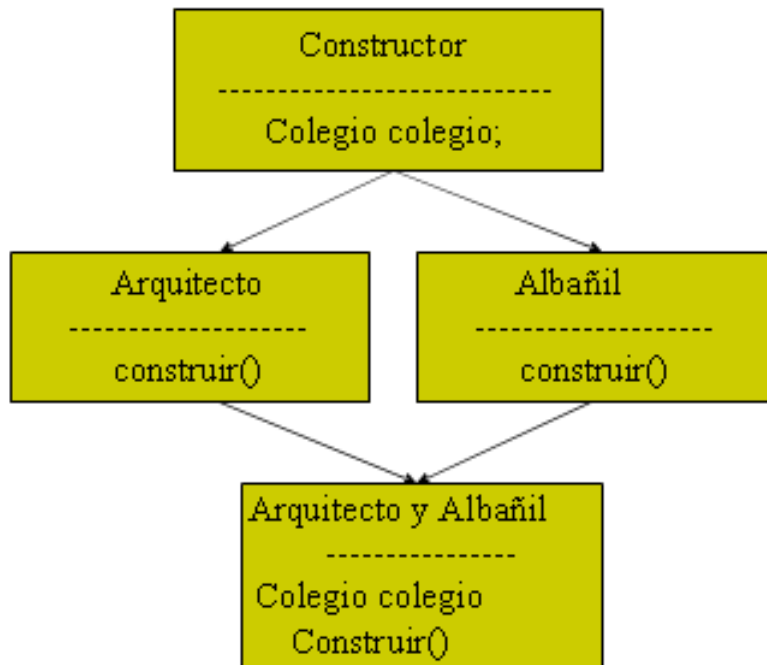 Constructor
----------------------------
Colegio colegio;
Arquitecto
--------------------
construir()
Albañil
--------------------
construir()
Arquitecto y Albañil
----------------
Colegio colegio
Construir()